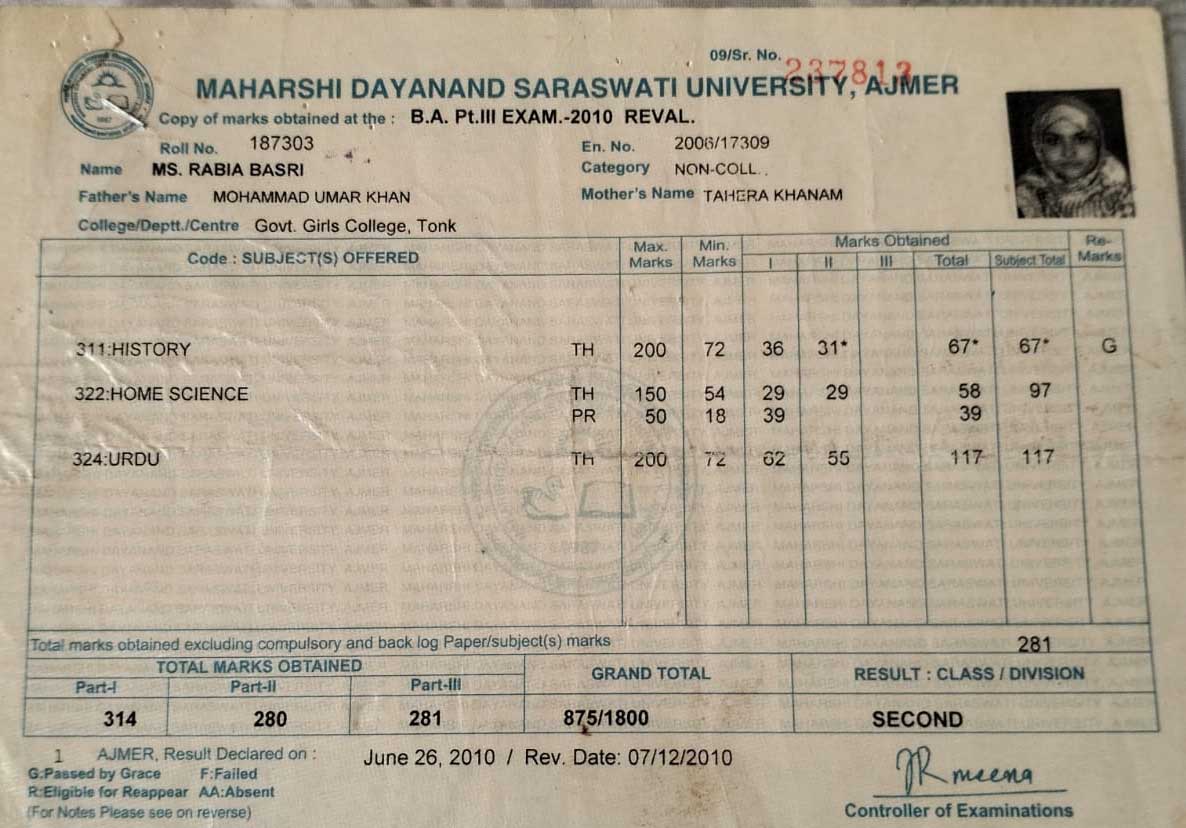 09/Sr. No. 237813
MAHARSHI DAYANAND SARASWATI UNIVERSITY, AJMER
Copy of marks obtained at the : B.A. Pt.III EXAM.-2010 REVAL.
Roll No. 187303 En. No. 2006/17309
Name MS. RABIA BASRI Category NON-COLL.
Father's Name MOHAMMAD UMAR KHAN Mother's Name TAHERA KHANAM
College/Deptt./Centre Govt. Girls College, Tonk
Code : SUBJECT(S) OFFERED Max. Marks Min. Marks Marks Obtained Re-Marks
I II III Total Subject Total
311:HISTORY TH 200 72 36 31* 67* 67* G
322:HOME SCIENCE TH 150 54 29 29 58 97
PR 50 18 39 39
324:URDU TH 200 72 62 55 117 117
Total marks obtained excluding compulsory and back log Paper/subject(s) marks 281
TOTAL MARKS OBTAINED GRAND TOTAL RESULT : CLASS / DIVISION
Part-I Part-II Part-III
314 280 281 875/1800 SECOND
1 AJMER, Result Declared on : June 26, 2010 / Rev. Date: 07/12/2010
G:Passed by Grace F:Failed
R:Eligible for Reappear AA:Absent
(For Notes Please see on reverse)
JRmeena
Controller of Examinations